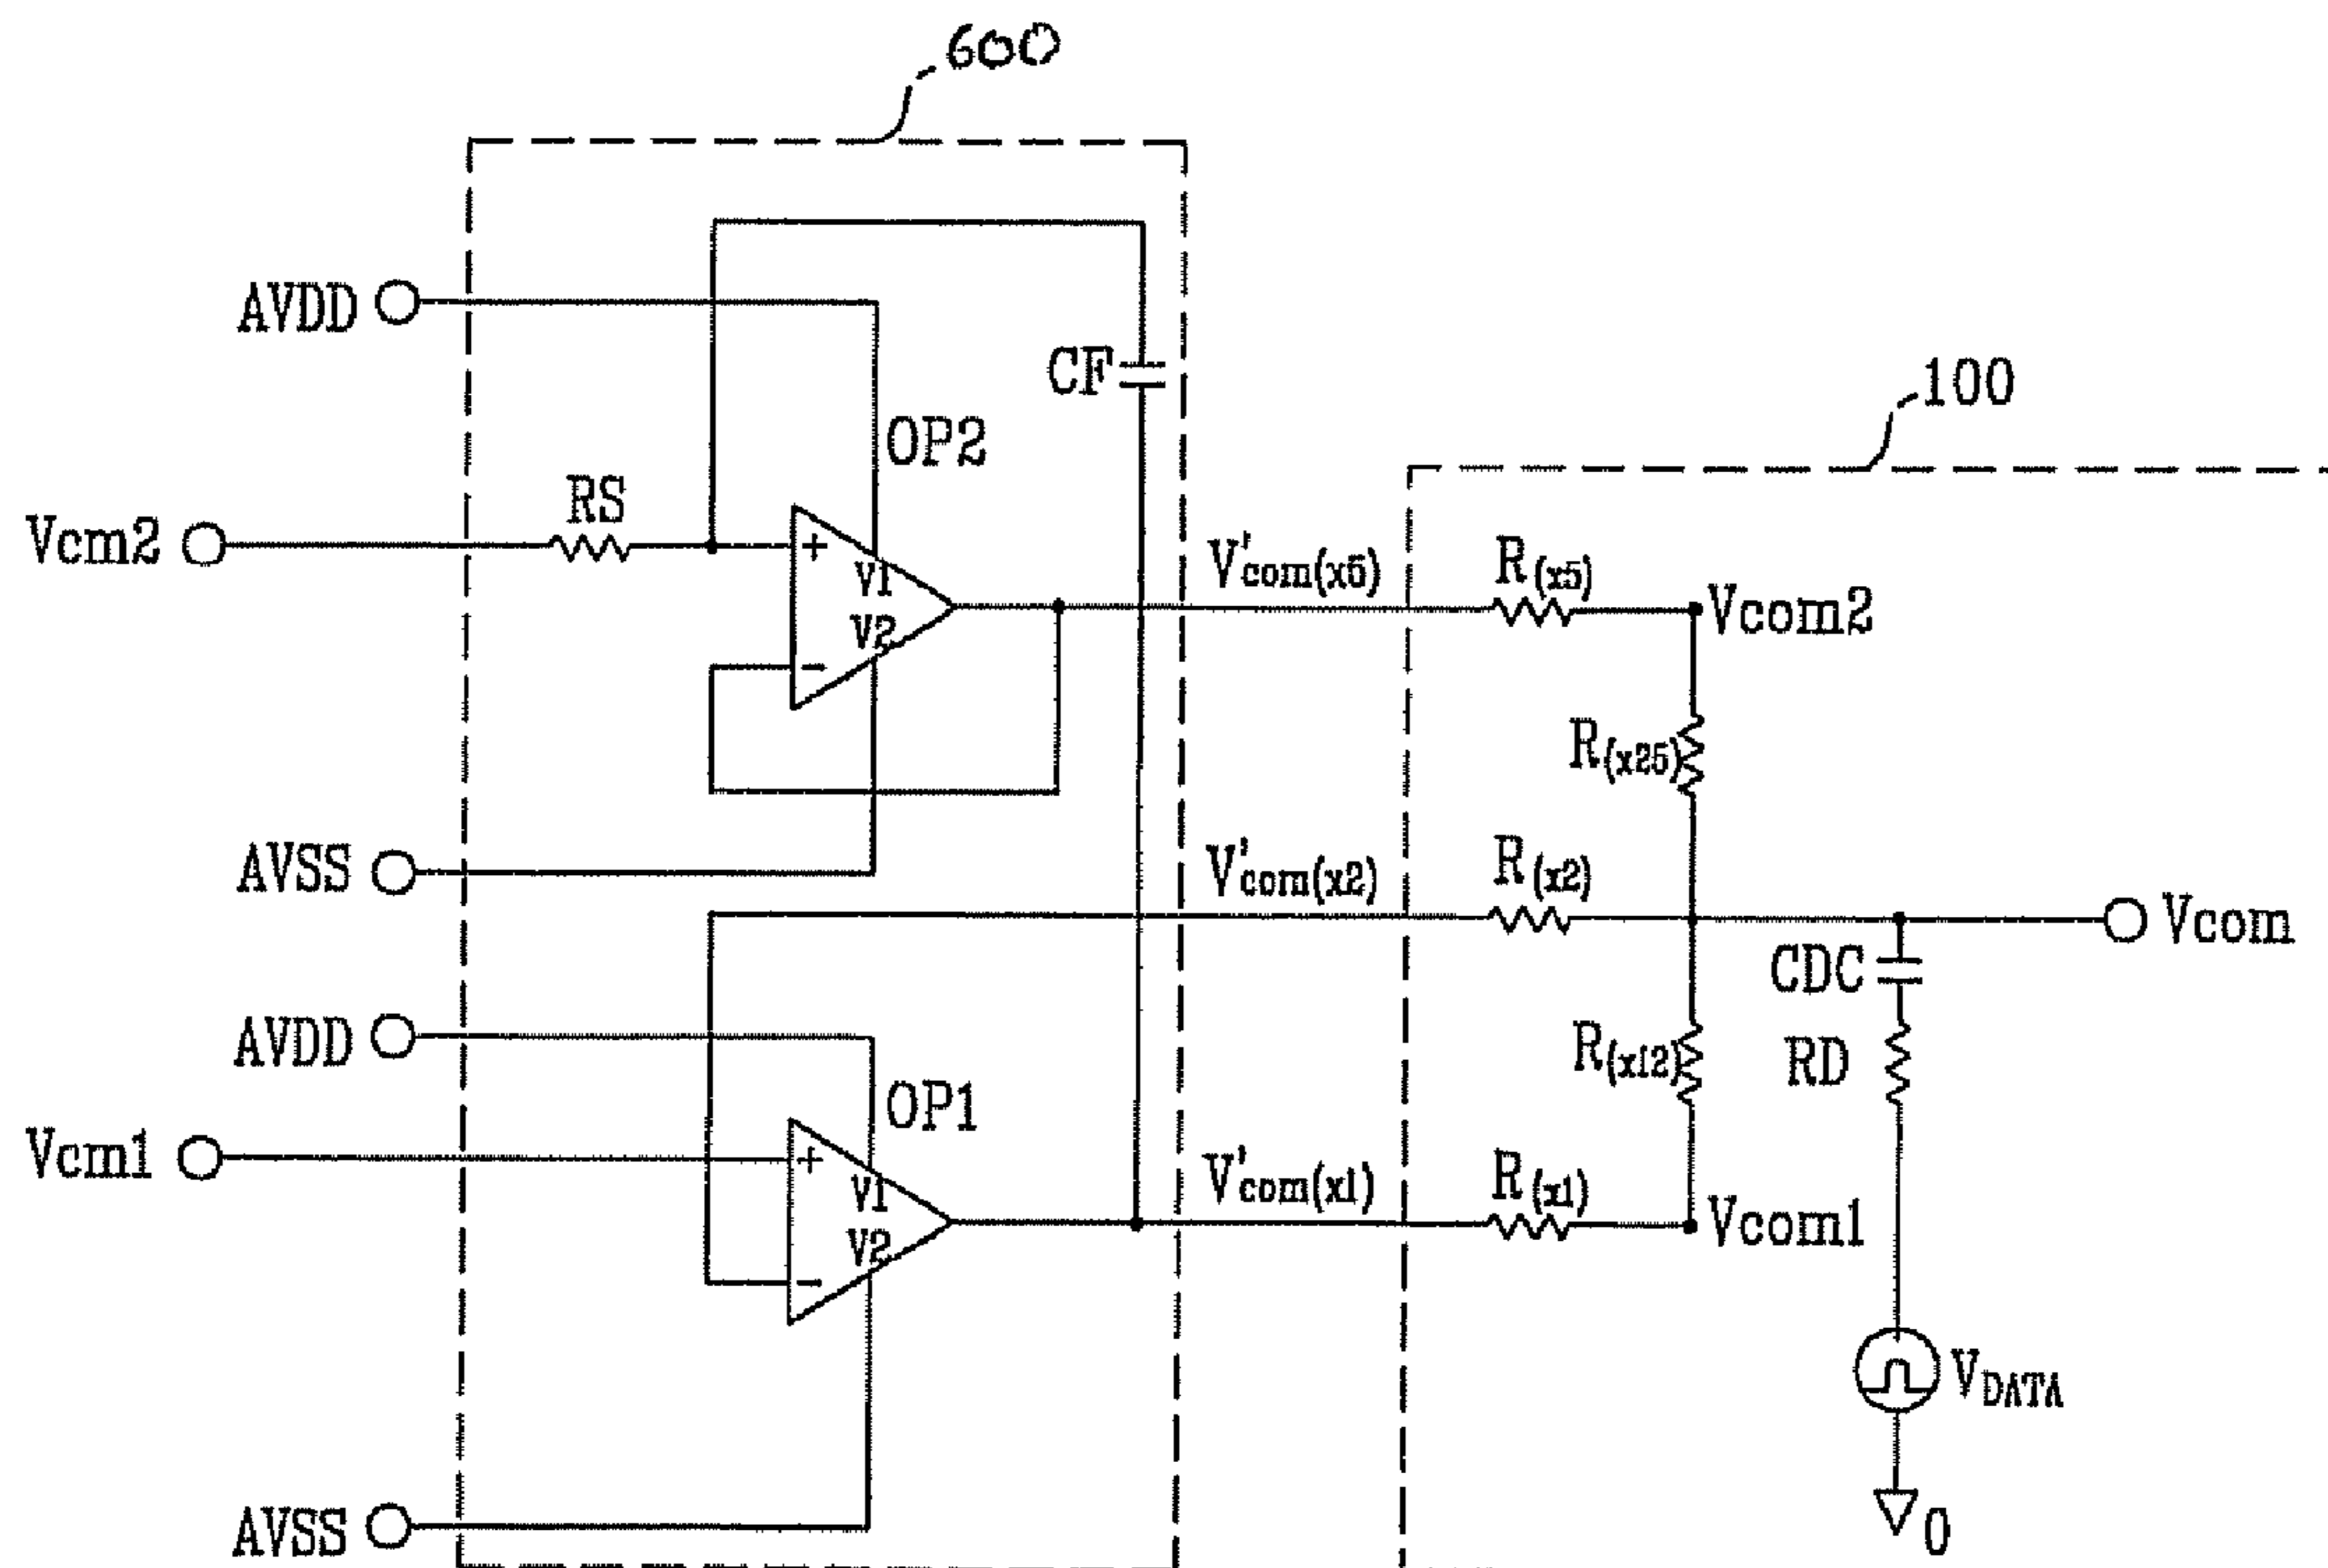 600
AVDD
CF
OP2
100
RS
Vcm2
+
V1
V2
−
V'com(x5)
R(x5)
Vcom2
R(x25)
AVSS
V'com(x2)
R(x2)
Vcom
CDC
AVDD
R(x12)
RD
OP1
Vcm1
+
V1
V2
−
V'com(x1)
R(x1)
Vcom1
VDATA
AVSS
0